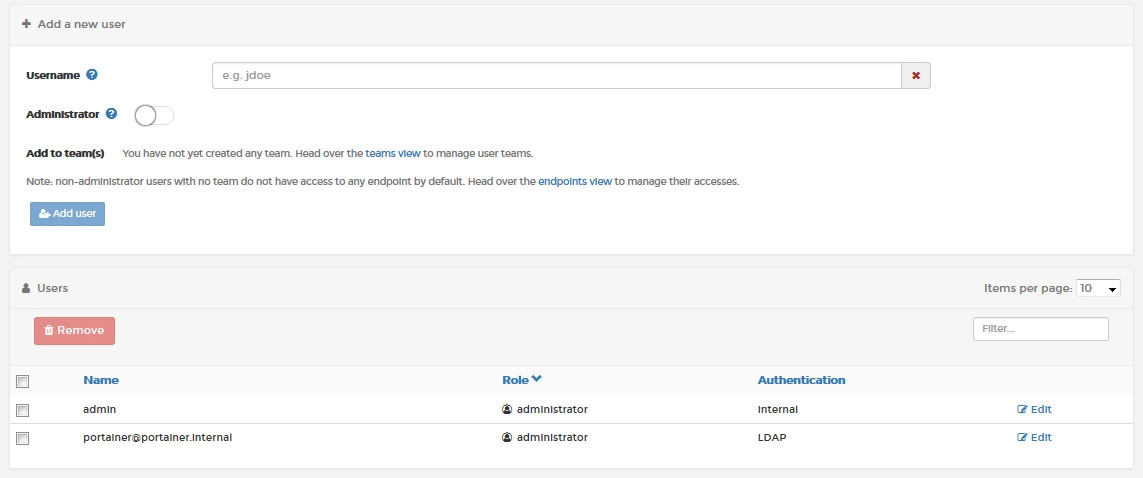 Add a new user
Username
e.g. jdoe
Administrator
Add to team(s) You have not yet created any team. Head over the teams view to manage user teams.
Note: non-administrator users with no team do not have access to any endpoint by default. Head over the endpoints view to manage their accesses.
Add user
Users Items per page: 10
Remove Filter...
Name Role Authentication
admin administrator Internal Edit
portainer@portainer.internal administrator LDAP Edit